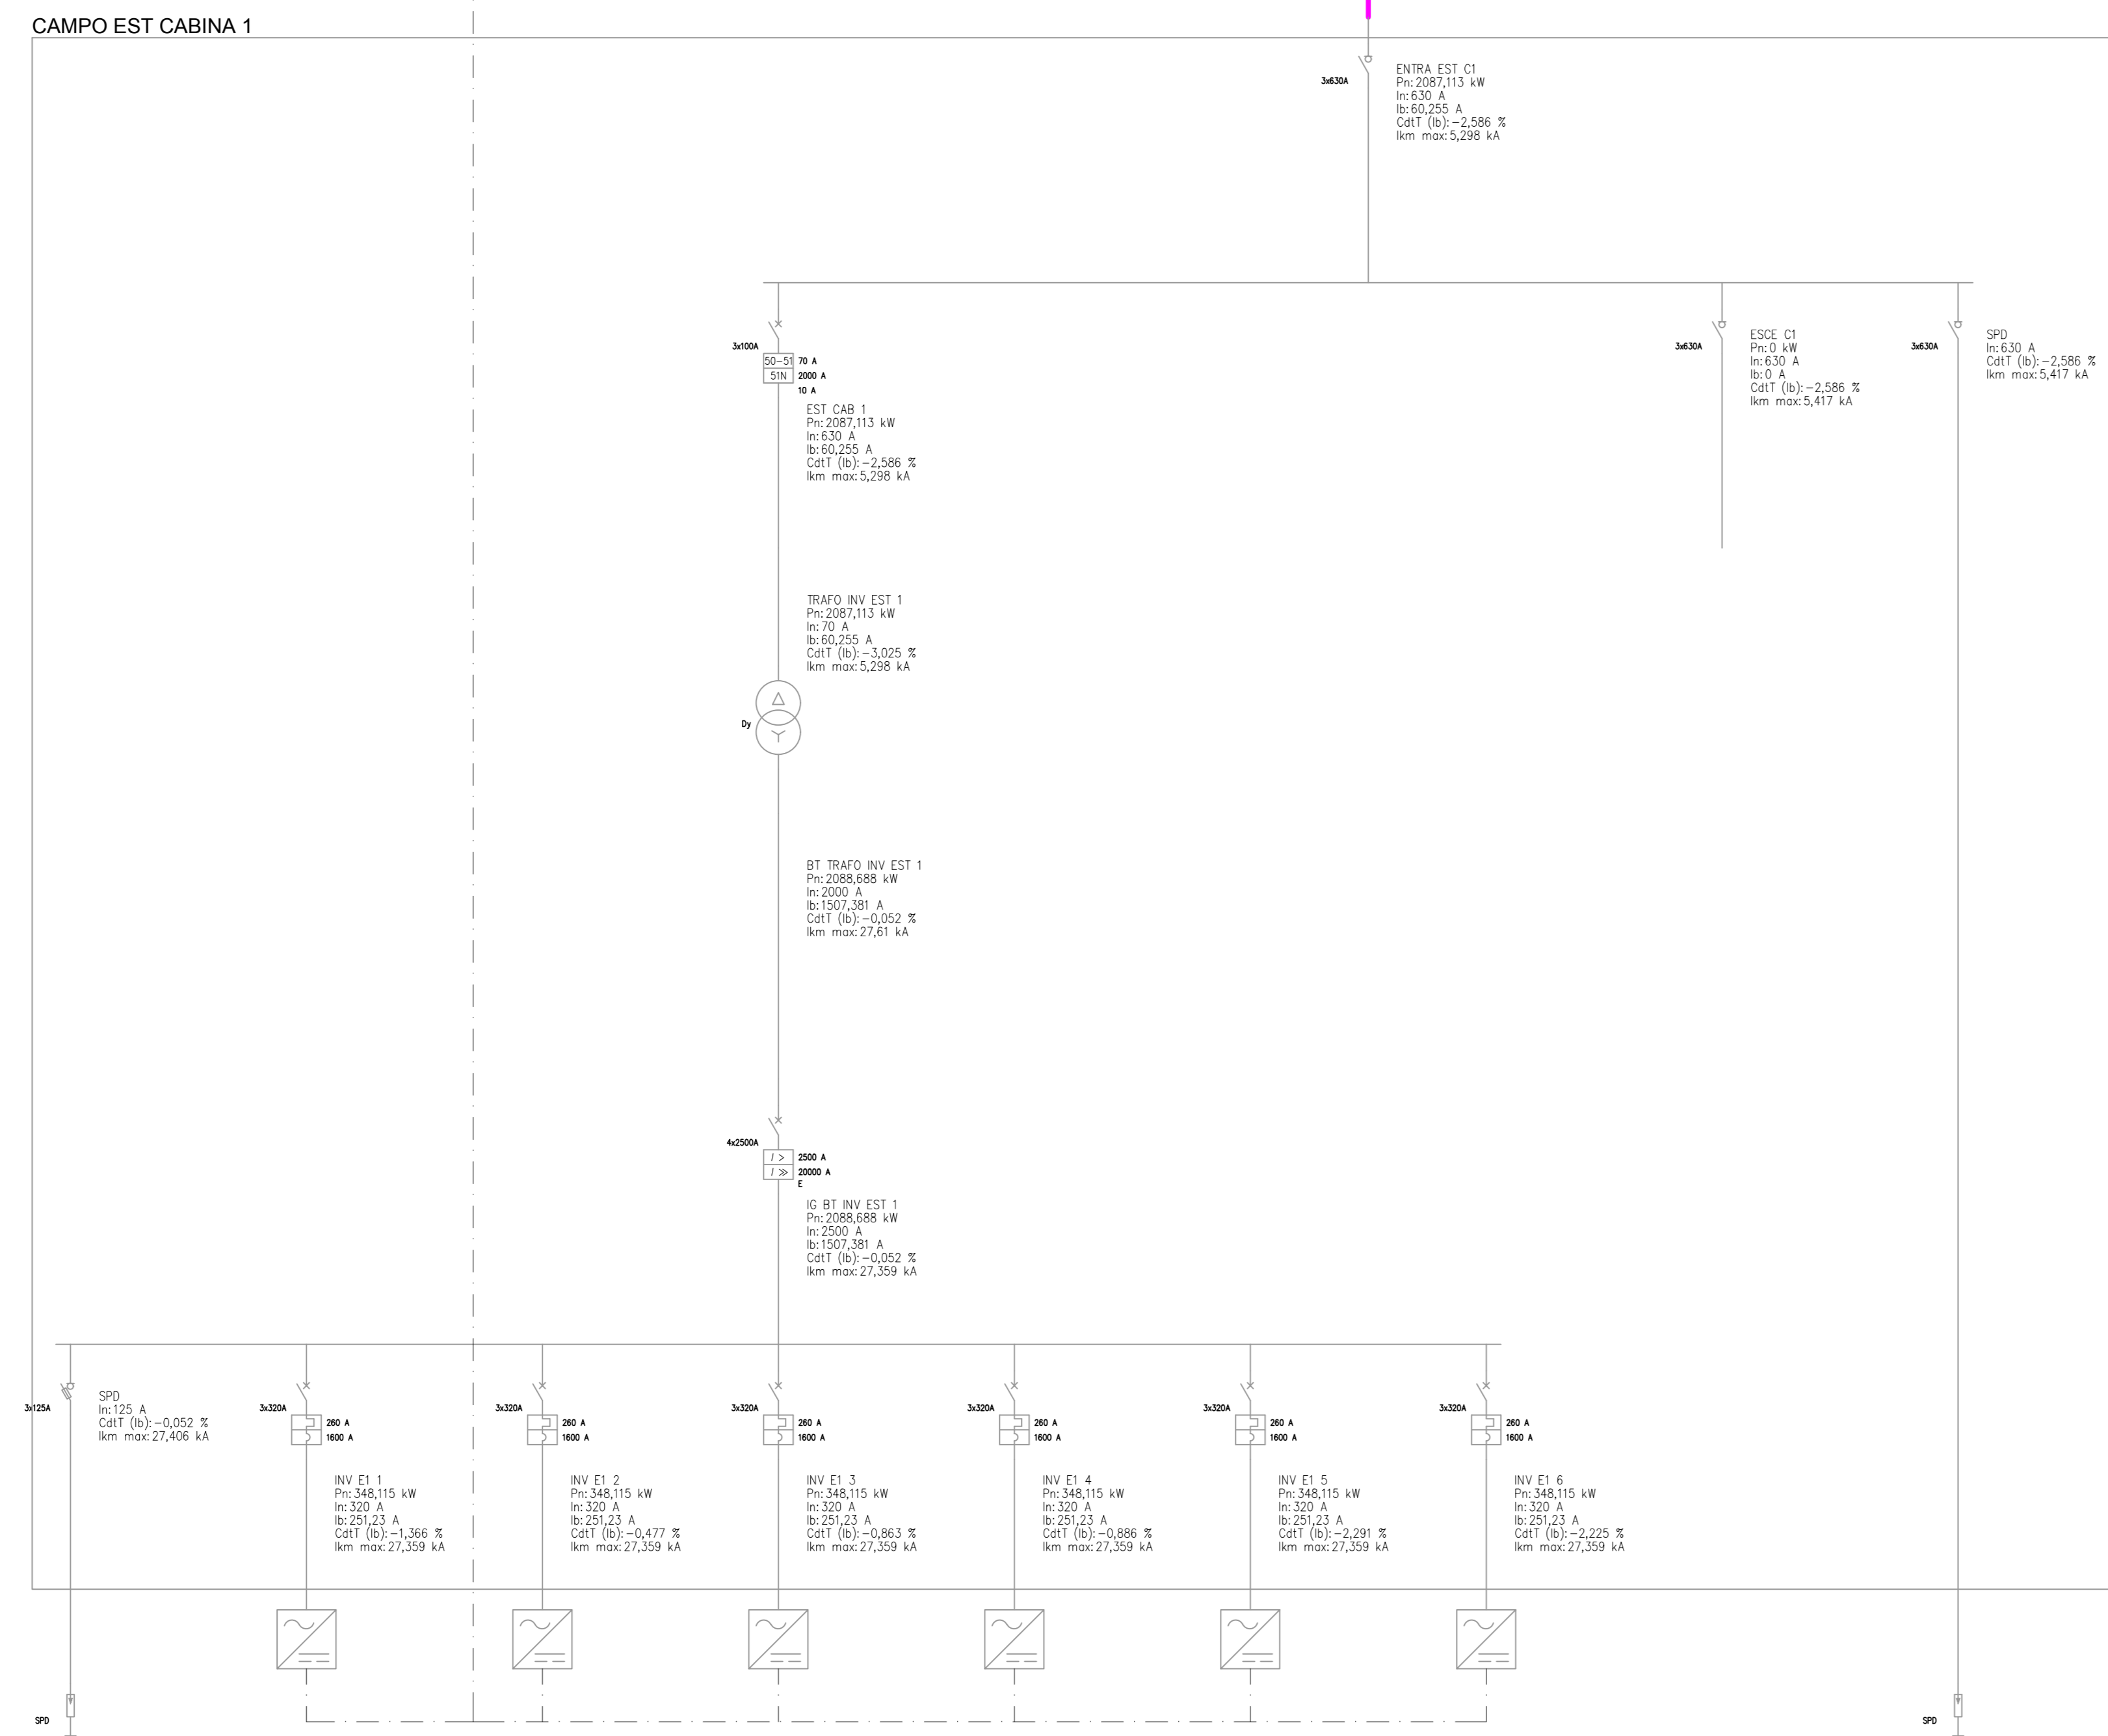 CAMPO EST CABINA 1
3x630A
ENTRA EST C1
Pn: 2087,113 kW
In: 630 A
Ib: 60,255 A
CdtT (Ib): −2,586 %
Ikm max: 5,298 kA
3x100A
50−51
70 A
51N
2000 A
10 A
EST CAB 1
Pn: 2087,113 kW
In: 630 A
Ib: 60,255 A
CdtT (Ib): −2,586 %
Ikm max: 5,298 kA
3x630A
ESCE C1
Pn: 0 kW
In: 630 A
Ib: 0 A
CdtT (Ib): −2,586 %
Ikm max: 5,417 kA
3x630A
SPD
In: 630 A
CdtT (Ib): −2,586 %
Ikm max: 5,417 kA
TRAFO INV EST 1
Pn: 2087,113 kW
In: 70 A
Ib: 60,255 A
CdtT (Ib): −3,025 %
Ikm max: 5,298 kA
Dy
BT TRAFO INV EST 1
Pn: 2088,688 kW
In: 2000 A
Ib: 1507,381 A
CdtT (Ib): −0,052 %
Ikm max: 27,61 kA
4x2500A
I >
2500 A
I >>
20000 A
E
IG BT INV EST 1
Pn: 2088,688 kW
In: 2500 A
Ib: 1507,381 A
CdtT (Ib): −0,052 %
Ikm max: 27,359 kA
3x125A
SPD
In: 125 A
CdtT (Ib): −0,052 %
Ikm max: 27,406 kA
3x320A
260 A
1600 A
INV E1 1
Pn: 348,115 kW
In: 320 A
Ib: 251,23 A
CdtT (Ib): −1,366 %
Ikm max: 27,359 kA
3x320A
260 A
1600 A
INV E1 2
Pn: 348,115 kW
In: 320 A
Ib: 251,23 A
CdtT (Ib): −0,477 %
Ikm max: 27,359 kA
3x320A
260 A
1600 A
INV E1 3
Pn: 348,115 kW
In: 320 A
Ib: 251,23 A
CdtT (Ib): −0,863 %
Ikm max: 27,359 kA
3x320A
260 A
1600 A
INV E1 4
Pn: 348,115 kW
In: 320 A
Ib: 251,23 A
CdtT (Ib): −0,886 %
Ikm max: 27,359 kA
3x320A
260 A
1600 A
INV E1 5
Pn: 348,115 kW
In: 320 A
Ib: 251,23 A
CdtT (Ib): −2,291 %
Ikm max: 27,359 kA
3x320A
260 A
1600 A
INV E1 6
Pn: 348,115 kW
In: 320 A
Ib: 251,23 A
CdtT (Ib): −2,225 %
Ikm max: 27,359 kA
SPD
SPD